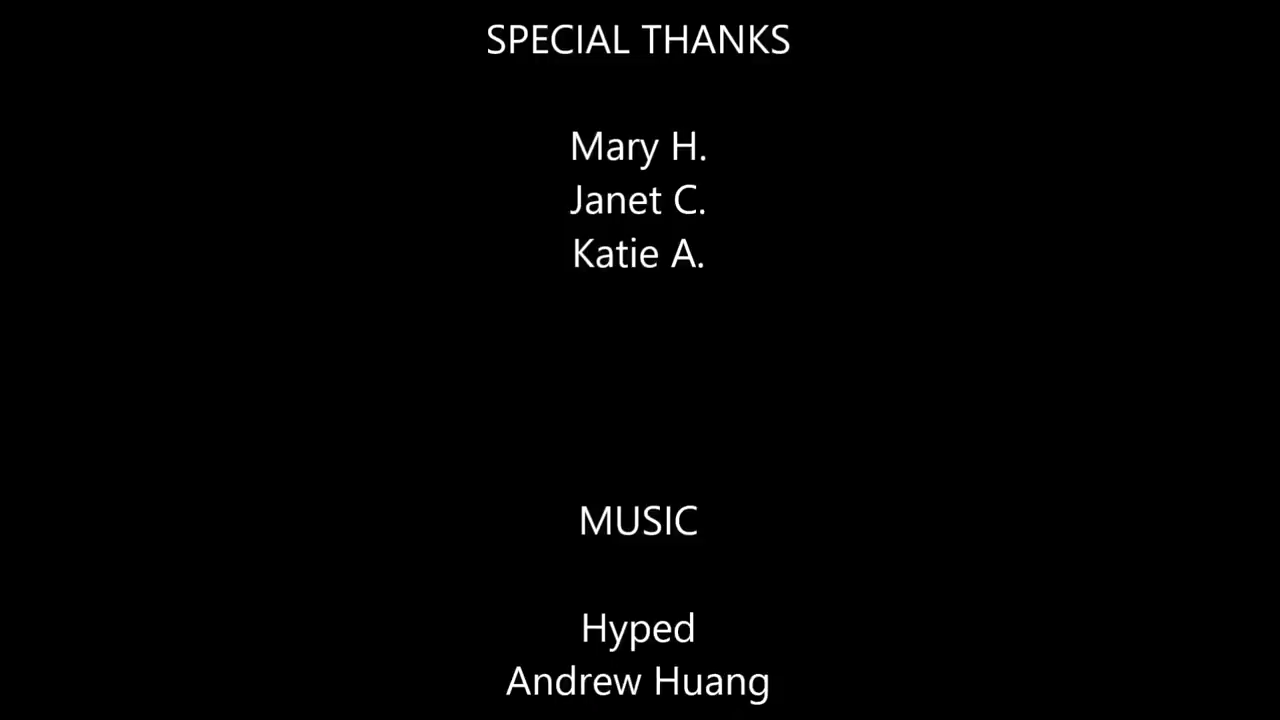 SPECIAL THANKS
Mary H.
Janet C.
Katie A.
MUSIC
Hyped
Andrew Huang